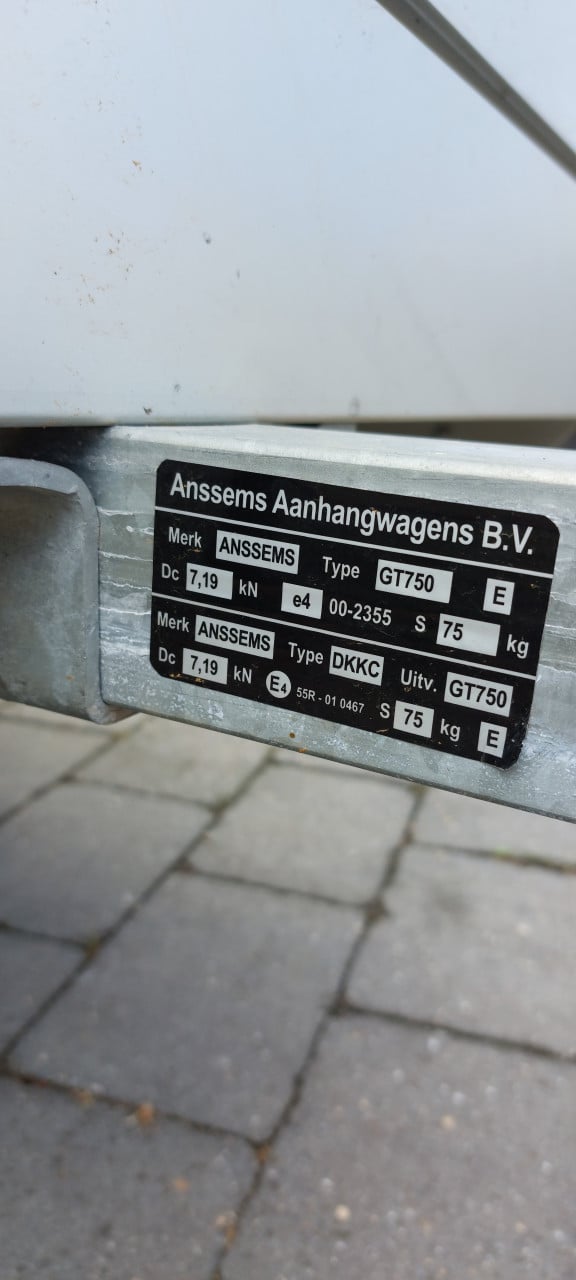 Anssems Aanhangwagens B.V.
Merk ANSSEMS Type GT750 E
Dc 7,19 kN e4 00-2355 S 75 kg
Merk ANSSEMS Type DKKC Uitv. GT750
Dc 7,19 kN E4 55R - 01 0467 S 75 kg E